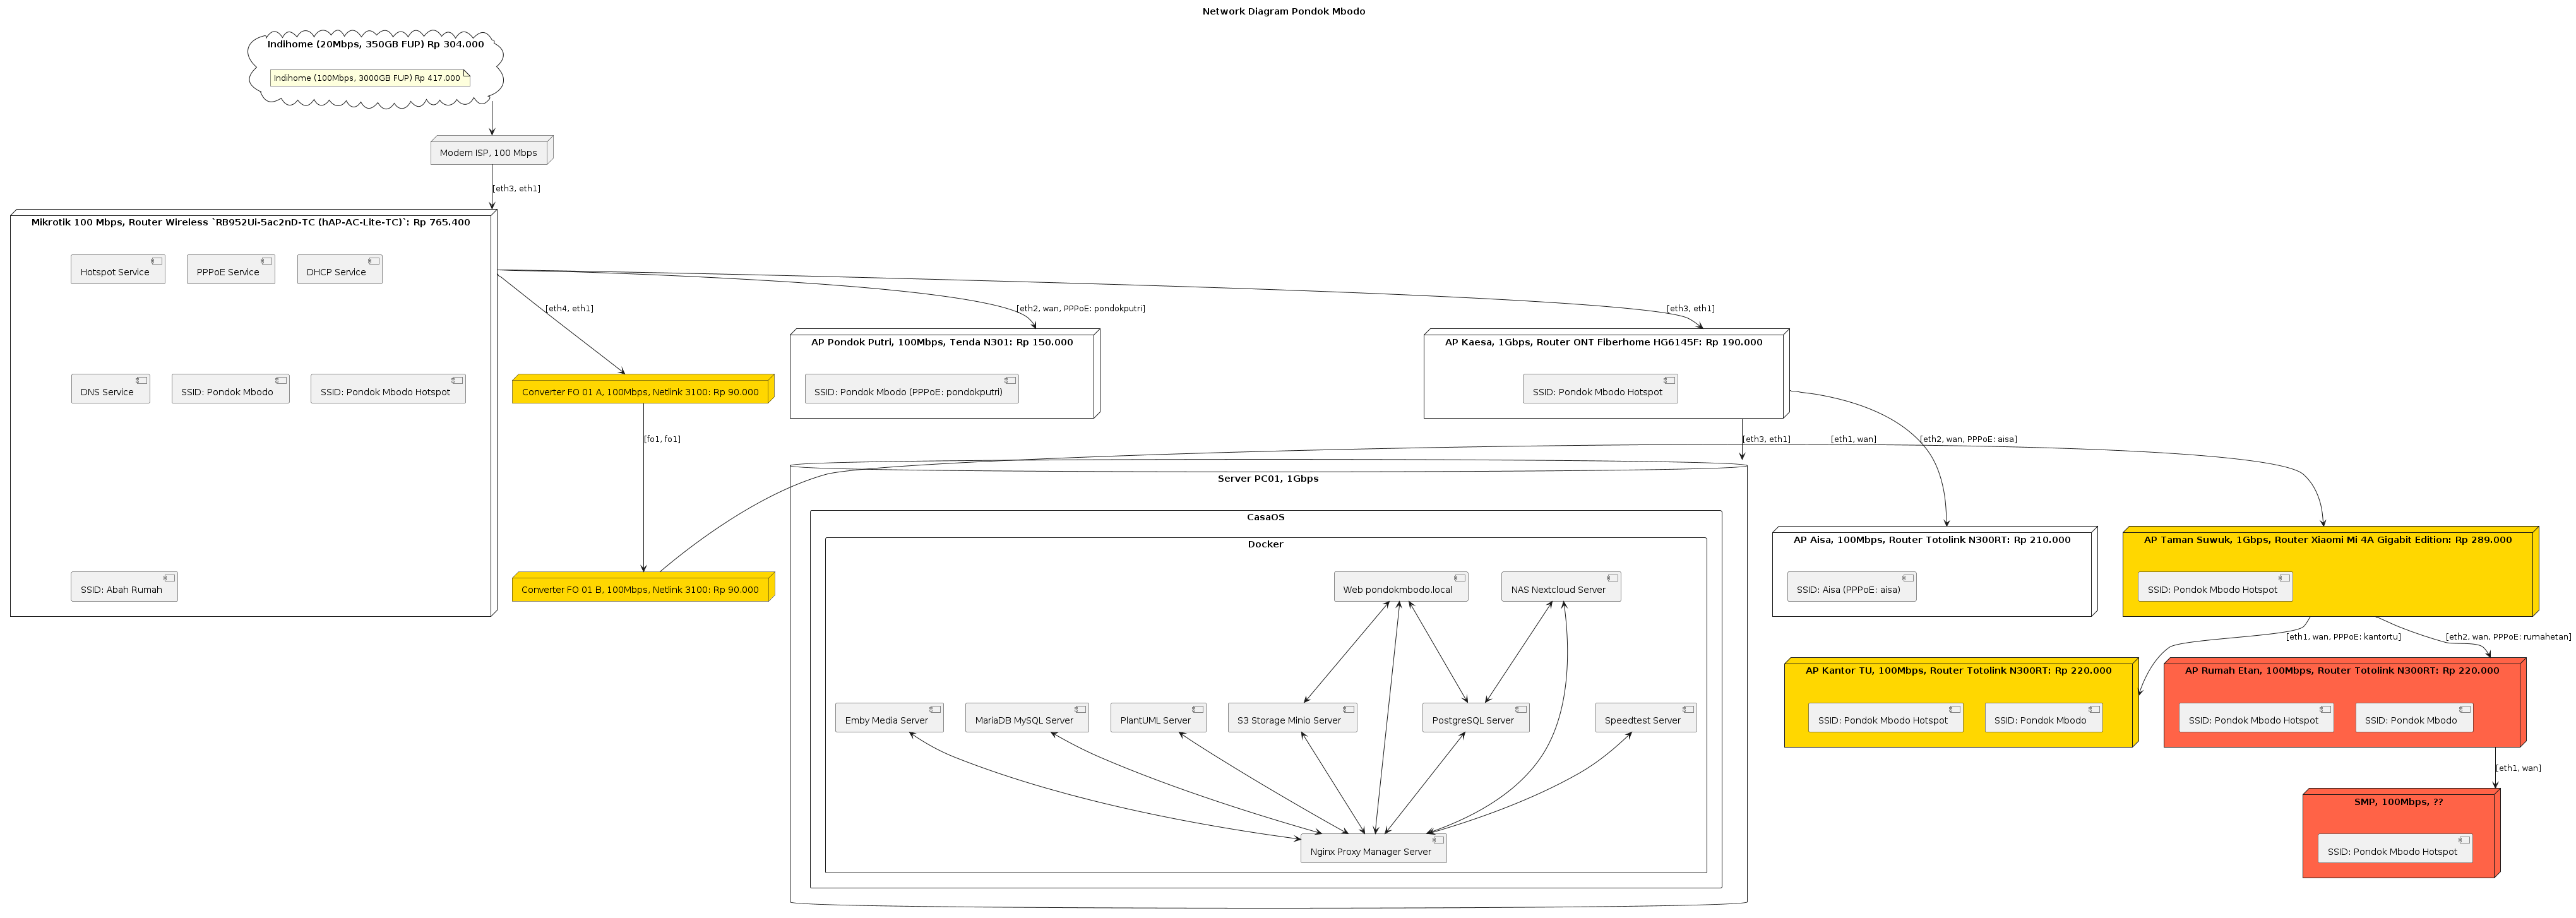 Network Diagram Pondok Mbodo
Indihome (20Mbps, 350GB FUP) Rp 304.000
Indihome (100Mbps, 3000GB FUP) Rp 417.000
Modem ISP, 100 Mbps
[eth3, eth1]
Mikrotik 100 Mbps, Router Wireless `RB952Ui-5ac2nD-TC (hAP-AC-Lite-TC)`: Rp 765.400
Hotspot Service
PPPoE Service
DHCP Service
DNS Service
SSID: Pondok Mbodo
SSID: Pondok Mbodo Hotspot
SSID: Abah Rumah
[eth4, eth1]
[eth2, wan, PPPoE: pondokputri]
[eth3, eth1]
Converter FO 01 A, 100Mbps, Netlink 3100: Rp 90.000
[fo1, fo1]
Converter FO 01 B, 100Mbps, Netlink 3100: Rp 90.000
AP Pondok Putri, 100Mbps, Tenda N301: Rp 150.000
SSID: Pondok Mbodo (PPPoE: pondokputri)
AP Kaesa, 1Gbps, Router ONT Fiberhome HG6145F: Rp 190.000
SSID: Pondok Mbodo Hotspot
[eth3, eth1]
[eth1, wan]
[eth2, wan, PPPoE: aisa]
Server PC01, 1Gbps
CasaOS
Docker
Web pondokmbodo.local
NAS Nextcloud Server
Emby Media Server
MariaDB MySQL Server
PlantUML Server
S3 Storage Minio Server
PostgreSQL Server
Speedtest Server
Nginx Proxy Manager Server
AP Aisa, 100Mbps, Router Totolink N300RT: Rp 210.000
SSID: Aisa (PPPoE: aisa)
AP Taman Suwuk, 1Gbps, Router Xiaomi Mi 4A Gigabit Edition: Rp 289.000
SSID: Pondok Mbodo Hotspot
[eth1, wan, PPPoE: kantortu]
[eth2, wan, PPPoE: rumahetan]
AP Kantor TU, 100Mbps, Router Totolink N300RT: Rp 220.000
SSID: Pondok Mbodo Hotspot
SSID: Pondok Mbodo
AP Rumah Etan, 100Mbps, Router Totolink N300RT: Rp 220.000
SSID: Pondok Mbodo Hotspot
SSID: Pondok Mbodo
[eth1, wan]
SMP, 100Mbps, ??
SSID: Pondok Mbodo Hotspot